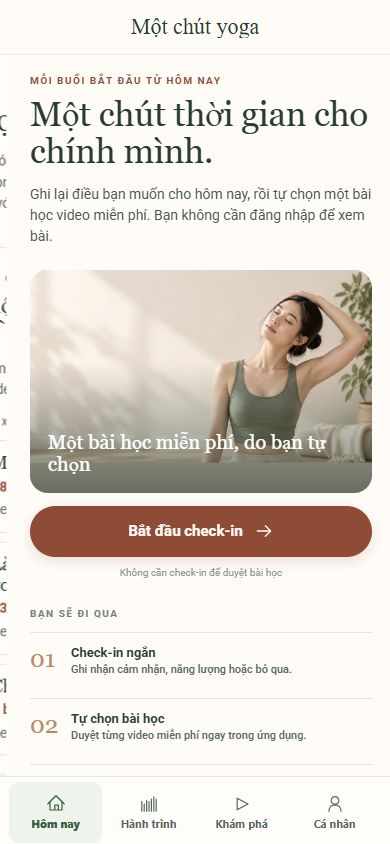 Một chút yoga
MỖI BUỔI BẮT ĐẦU TỪ HÔM NAY
Một chút thời gian cho
chính mình.
Ghi lại điều bạn muốn cho hôm nay, rồi tự chọn một bài
học video miễn phí. Bạn không cần đăng nhập để xem
bài.
Một bài học miễn phí, do bạn tự
chọn
Bắt đầu check-in →
Không cần check-in để duyệt bài học
BẠN SẼ ĐI QUA
01 Check-in ngắn
Ghi nhận cảm nhận, năng lượng hoặc bỏ qua.
02 Tự chọn bài học
Duyệt từng video miễn phí ngay trong ứng dụng.
Hôm nay Hành trình Khám phá Cá nhân